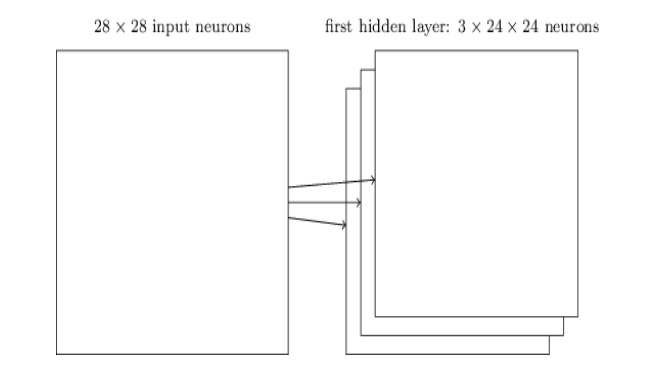 28 × 28 input neurons
first hidden layer: 3 × 24 × 24 neurons